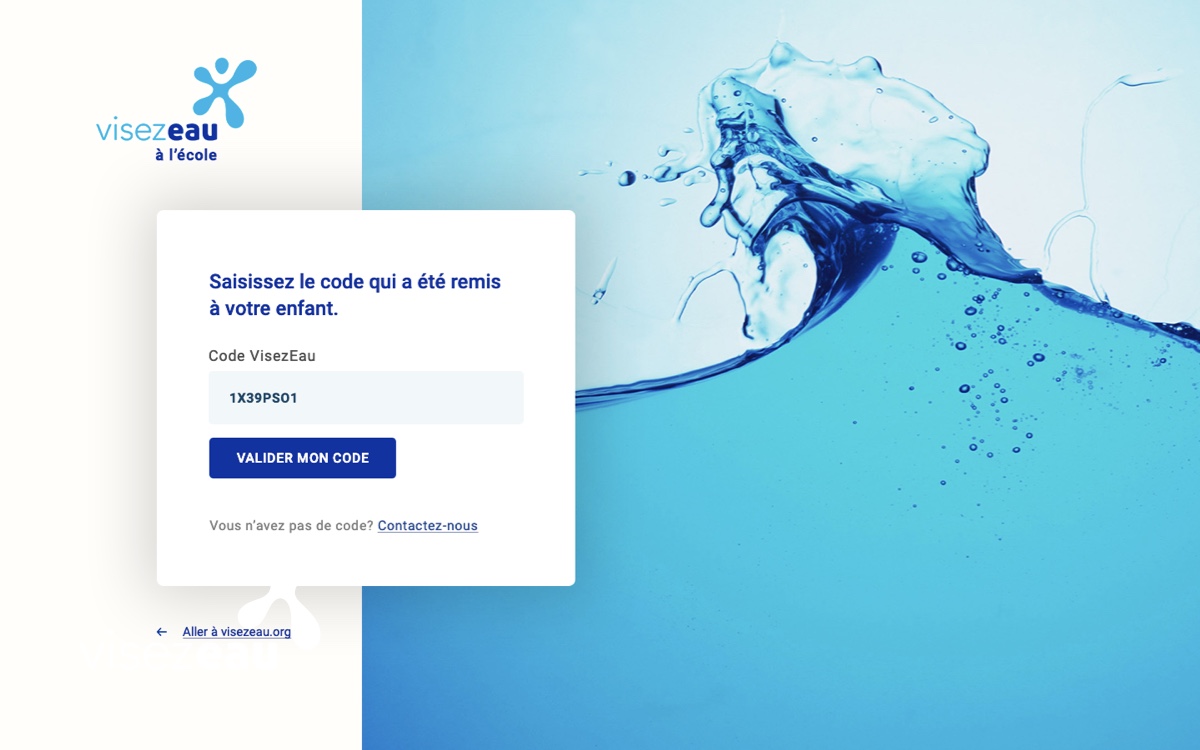 visezeau
à l'école
Saisissez le code qui a été remis
à votre enfant.
Code VisezEau
1X39PSO1
VALIDER MON CODE
Vous n'avez pas de code? Contactez-nous
← Aller à visezeau.org